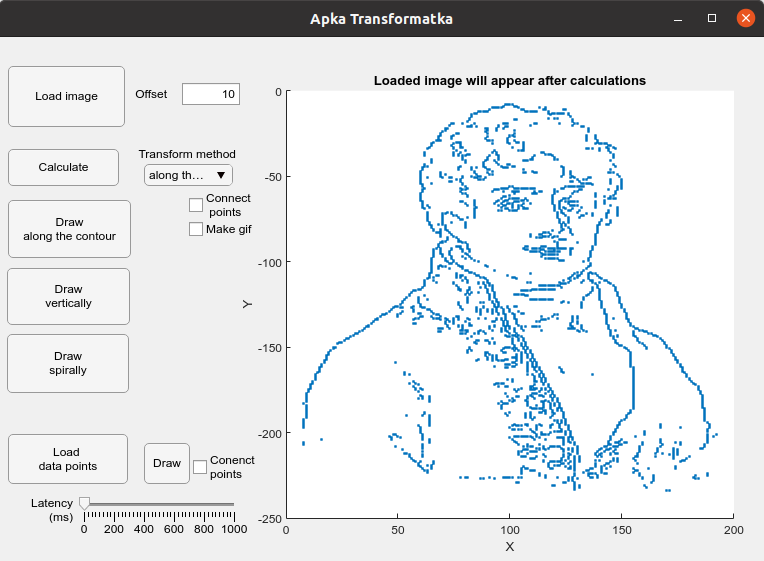 Apka Transformatka
Load image
Offset
10
Calculate
Transform method
along th…
Connect
points
Make gif
Draw
along the contour
Draw
vertically
Draw
spirally
Load
data points
Draw
Conenct
points
Latency
(ms)
0 200 400 600 800 1000
Loaded image will appear after calculations
0
-50
-100
-150
-200
-250
Y
0 50 100 150 200
X